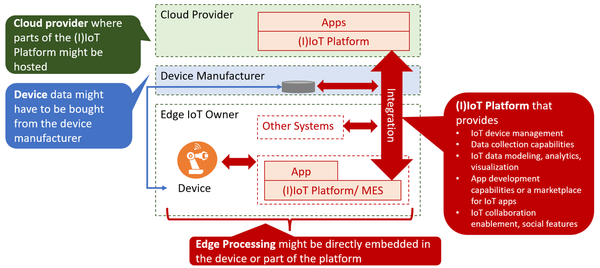 Cloud provider where
parts of the (I)IoT
Platform might be
hosted
Device data might
have to be bought
from the device
manufacturer
Cloud Provider
Apps
(I)IoT Platform
Device Manufacturer
Integration
Edge IoT Owner
Other Systems
Device
App
(I)IoT Platform/ MES
(I)IoT Platform that
provides
• IoT device management
• Data collection capabilities
• IoT data modeling, analytics,
visualization
• App development
capabilities or a marketplace
for IoT apps
• IoT collaboration
enablement, social features
Edge Processing might be directly embedded in
the device or part of the platform